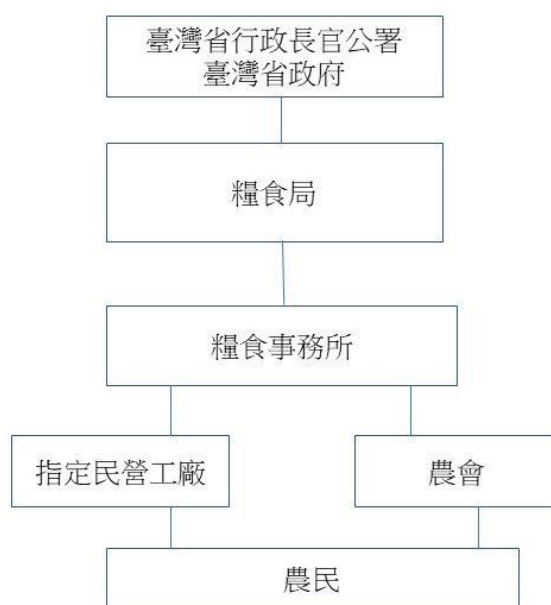 臺灣省行政長官公署
臺灣省政府
糧食局
糧食事務所
指定民營工廠
農會
農民